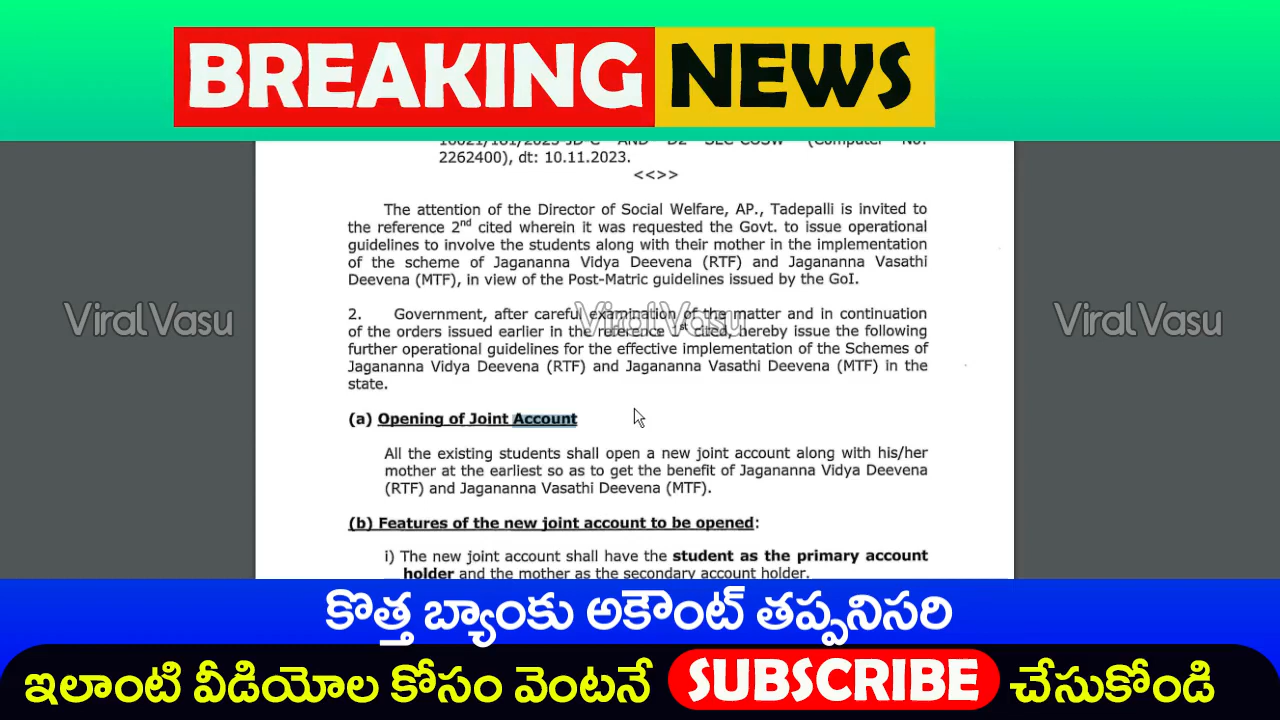 BREAKING NEWS
2262400), dt: 10.11.2023.
<<>>
The attention of the Director of Social Welfare, AP., Tadepalli is invited to
the reference 2nd cited wherein it was requested the Govt. to issue operational
guidelines to involve the students along with their mother in the implementation
of the scheme of Jagananna Vidya Deevena (RTF) and Jagananna Vasathi
Deevena (MTF), in view of the Post-Matric guidelines issued by the GoI.
2. Government, after careful examination of the matter and in continuation
of the orders issued earlier in the reference 1st cited, hereby issue the following
further operational guidelines for the effective implementation of the Schemes of
Jagananna Vidya Deevena (RTF) and Jagananna Vasathi Deevena (MTF) in the
state.
Viral Vasu Viral Vasu Viral Vasu
(a) Opening of Joint Account
All the existing students shall open a new joint account along with his/her
mother at the earliest so as to get the benefit of Jagananna Vidya Deevena
(RTF) and Jagananna Vasathi Deevena (MTF).
(b) Features of the new joint account to be opened:
i) The new joint account shall have the student as the primary account
holder and the mother as the secondary account holder.
కొత్త బ్యాంకు అకౌంట్ తప్పనిసరి
ఇలాంటి వీడియోల కోసం వెంటనే SUBSCRIBE చేసుకోండి